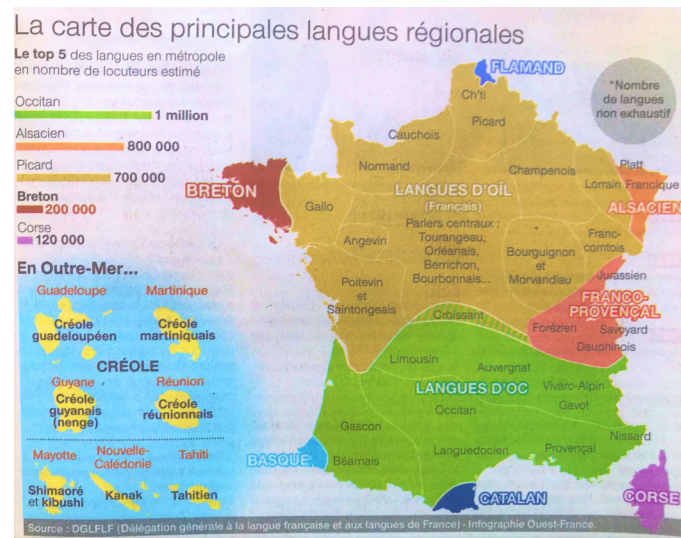 La carte des principales langues régionales
Le top 5 des langues en métropole
en nombre de locuteurs estimé
Occitan
1 million
Alsacien
800 000
Picard
700 000
Breton
200 000
Corse
120 000
En Outre-Mer...
Guadeloupe
Martinique
Créole
guadeloupéen
Créole
martiniquais
CRÉOLE
Guyane
Réunion
Créole
guyanais
(nenge)
Créole
réunionnais
Mayotte
Nouvelle-
Calédonie
Tahiti
Shimaoré
et kibushi
Kanak
Tahitien
FLAMAND
*Nombre
de langues
non exhaustif
Ch'ti
Picard
Cauchois
Normand
Champenois
Platt
Lorrain Francique
ALSACIEN
BRETON
Gallo
LANGUES D'OÏL
(Français)
Parlers centraux :
Tourangeau,
Orléanais,
Berrichon,
Bourbonnais...
Angevin
Bourguignon
et
Morvandiau
Franc-
comtois
Jurassien
Poitevin
et
Saintongeais
FRANCO-
PROVENÇAL
Croissant
Forézien
Savoyard
Dauphinois
Limousin
Auvergnat
LANGUES D'OC
Vivaro-Alpin
Occitan
Gavot
Gascon
Nissard
Languedocien
Provençal
BASQUE
Béarnais
CATALAN
CORSE
Source : DGLFLF (Délégation générale à la langue française et aux langues de France) - Infographie Ouest-France.